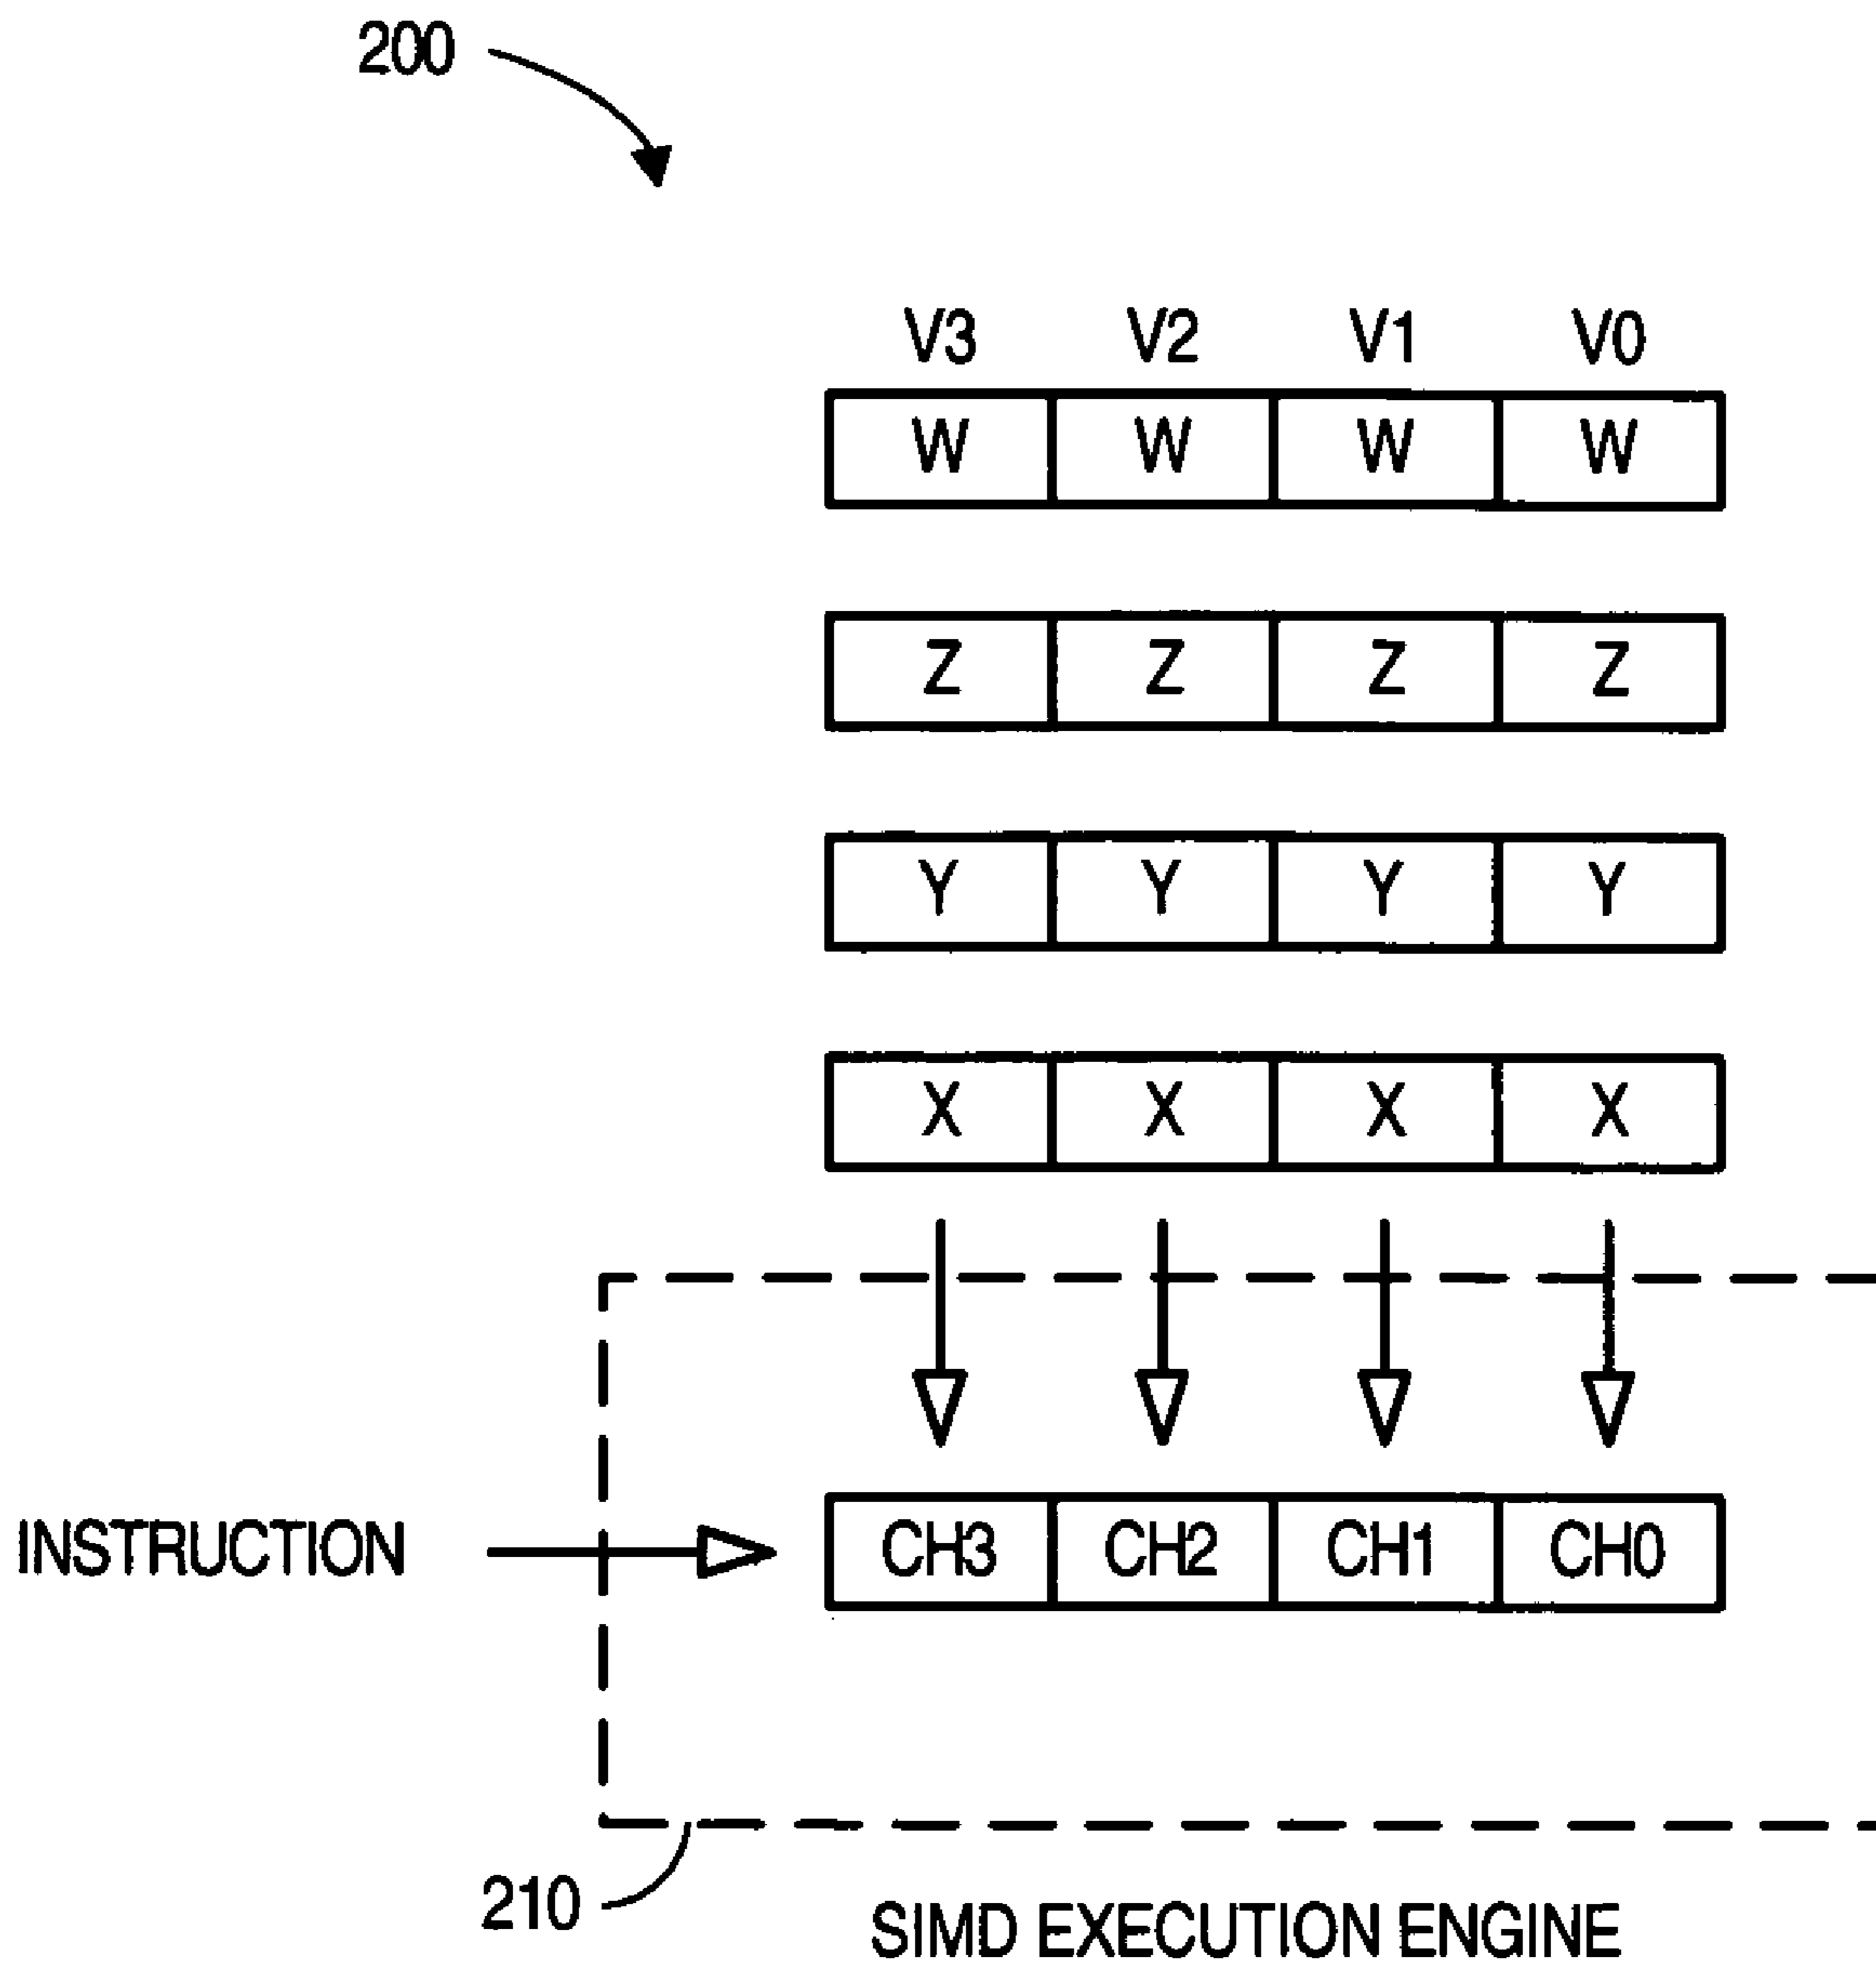 200
V3 V2 V1 V0
W W W W
Z Z Z Z
Y Y Y Y
X X X X
INSTRUCTION CH3 CH2 CH1 CH0
210
SIMD EXECUTION ENGINE